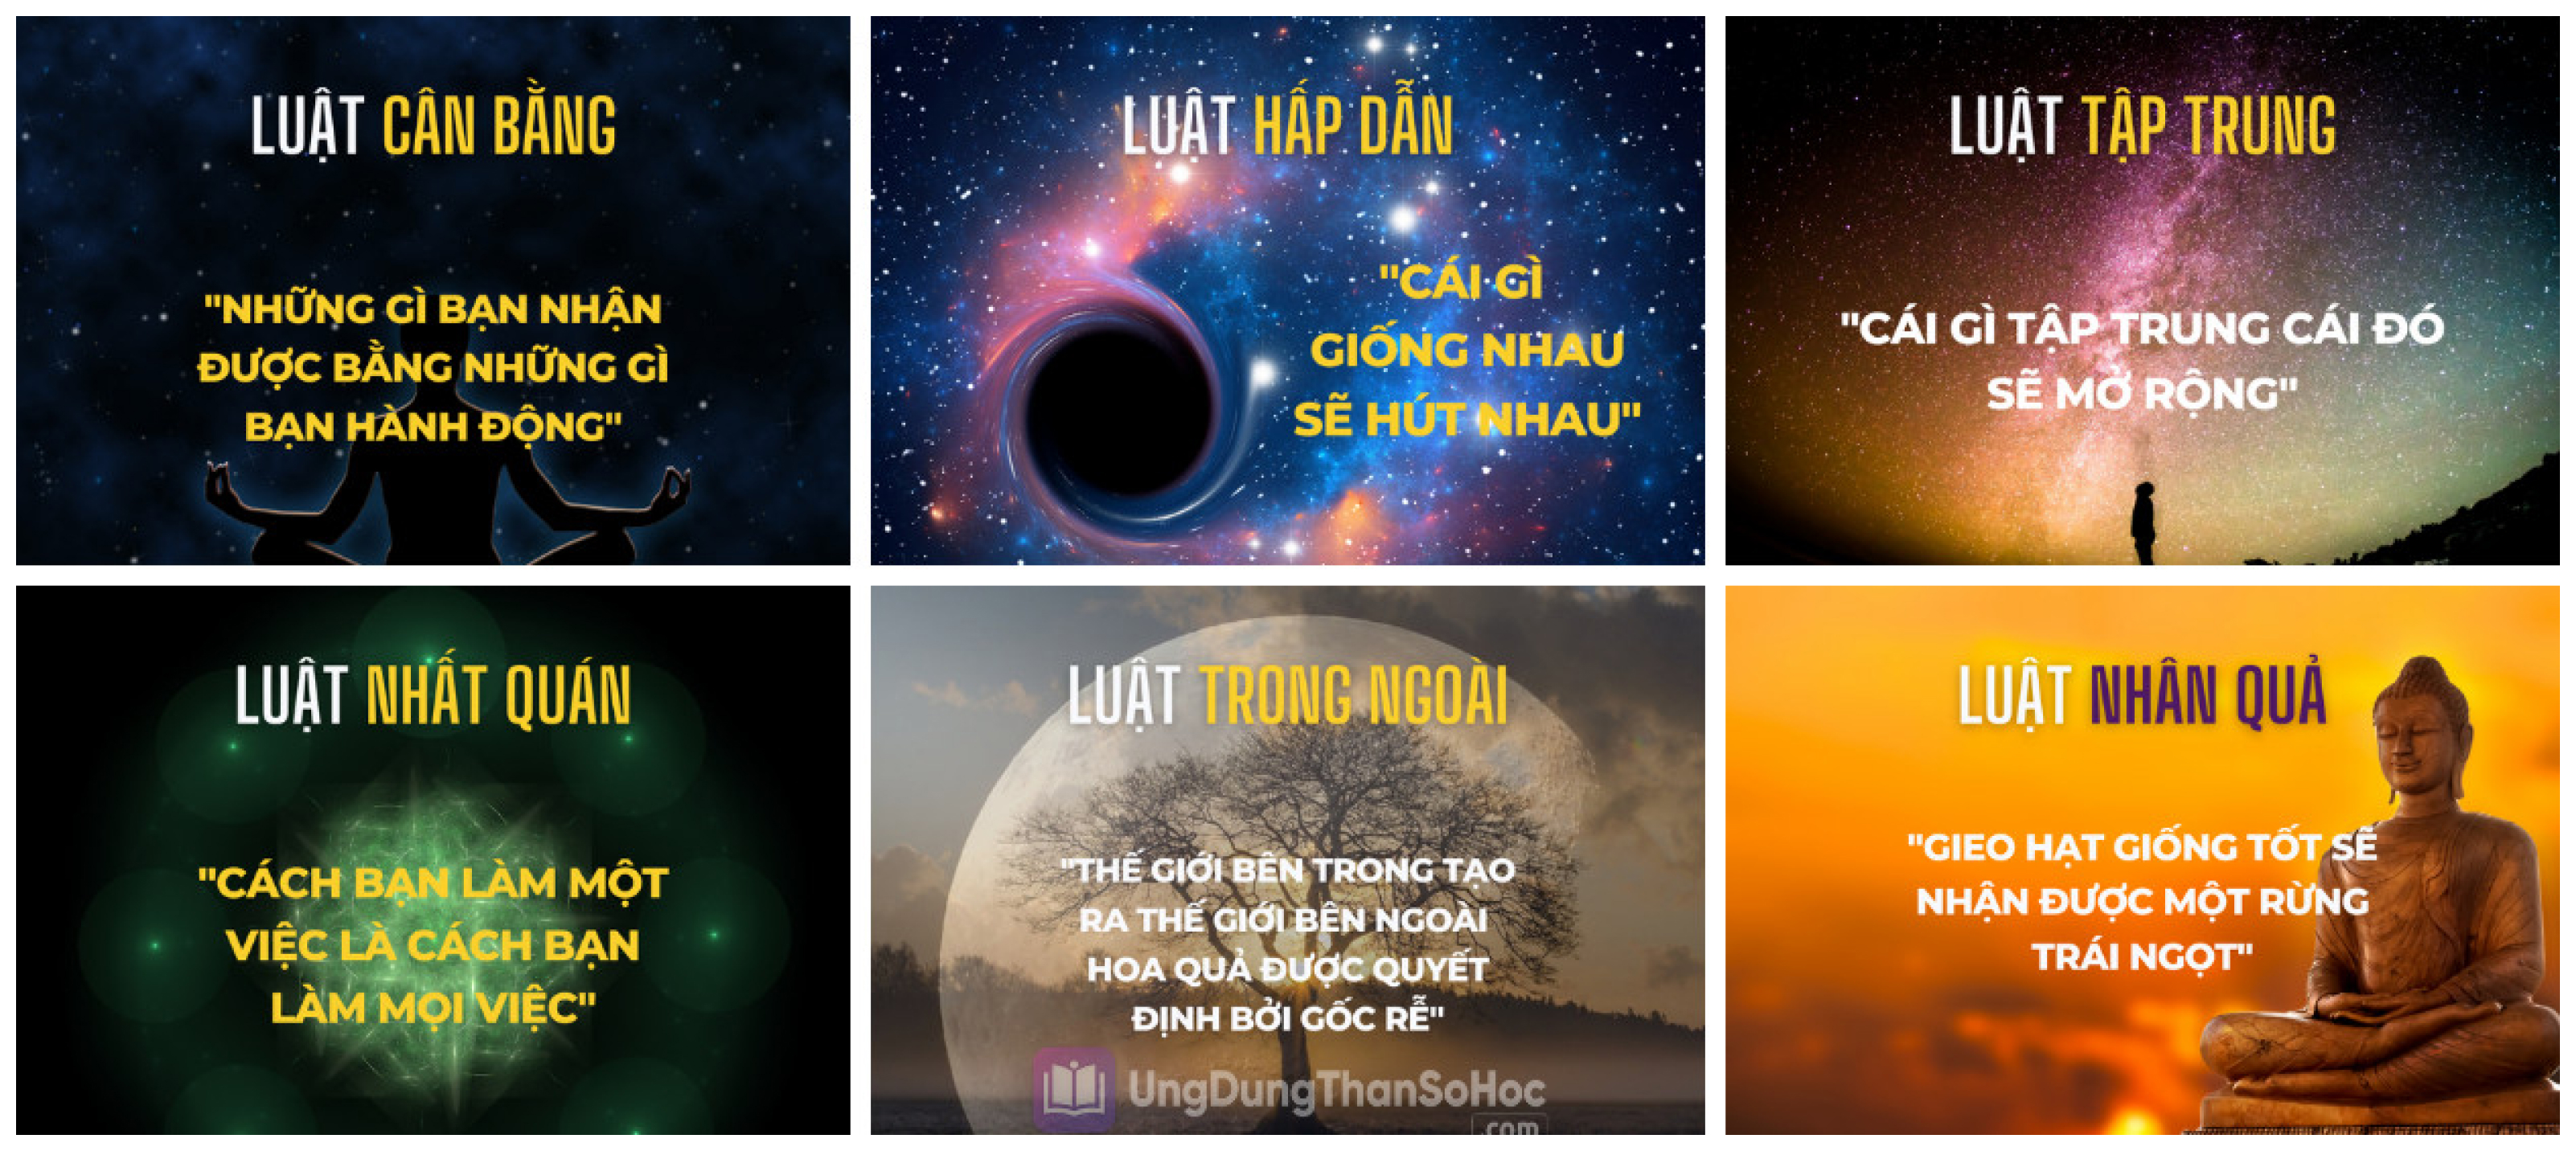 LUẬT CÂN BẰNG
"NHỮNG GÌ BẠN NHẬN
ĐƯỢC BẰNG NHỮNG GÌ
BẠN HÀNH ĐỘNG"
LUẬT HẤP DẪN
"CÁI GÌ
GIỐNG NHAU
SẼ HÚT NHAU"
LUẬT TẬP TRUNG
"CÁI GÌ TẬP TRUNG CÁI ĐÓ
SẼ MỞ RỘNG"
LUẬT NHẤT QUÁN
"CÁCH BẠN LÀM MỘT
VIỆC LÀ CÁCH BẠN
LÀM MỌI VIỆC"
LUẬT TRONG NGOÀI
"THẾ GIỚI BÊN TRONG TẠO
RA THẾ GIỚI BÊN NGOÀI
HOA QUẢ ĐƯỢC QUYẾT
ĐỊNH BỞI GỐC RỄ"
UngDungThanSoHoc
.com
LUẬT NHÂN QUẢ
"GIEO HẠT GIỐNG TỐT SẼ
NHẬN ĐƯỢC MỘT RỪNG
TRÁI NGỌT"